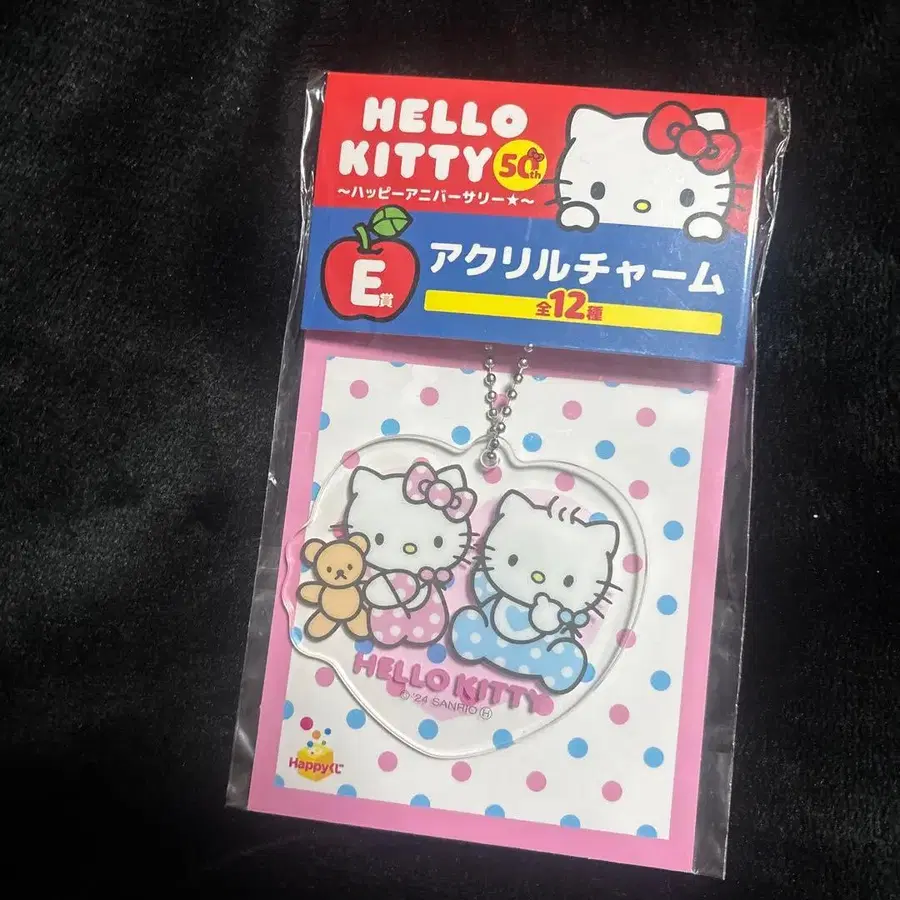 HELLO
KITTY 50th
～ハッピーアニバーサリー★～
E賞
アクリルチャーム
全12種
HELLO KITTY
© '24 SANRIO Ⓗ
Happyくじ